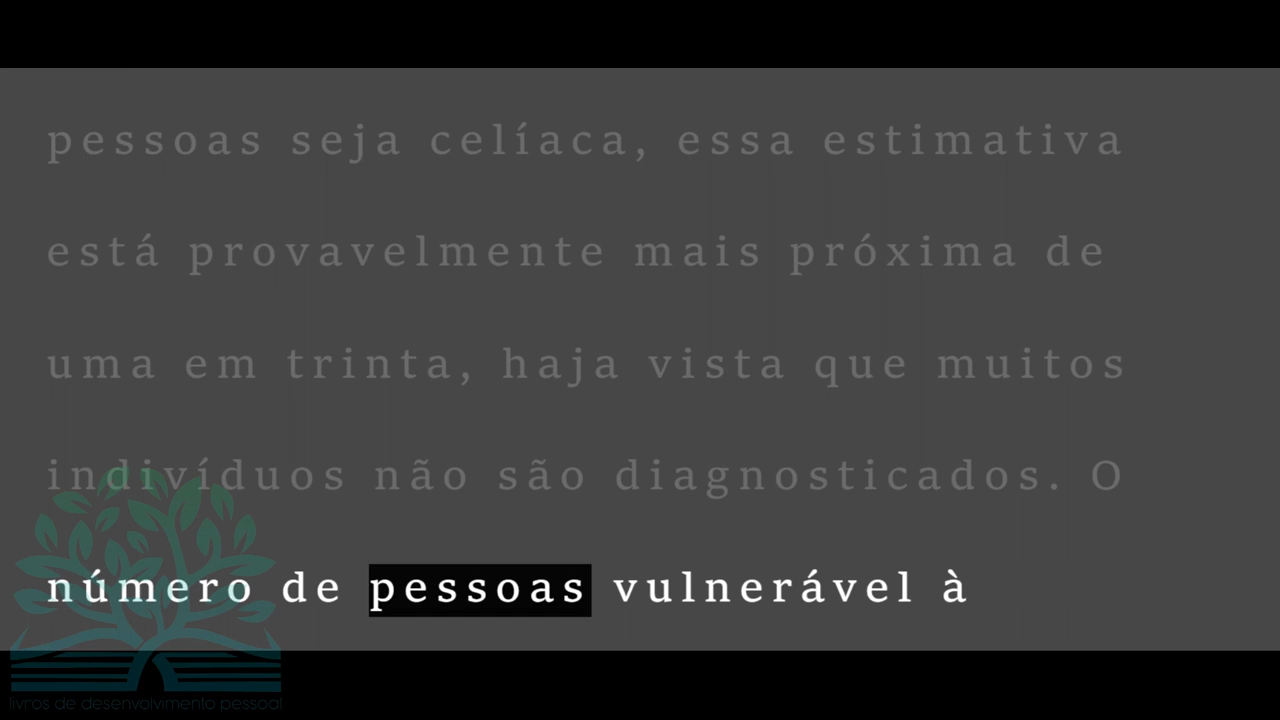 pessoas seja celíaca, essa estimativa
está provavelmente mais próxima de
uma em trinta, haja vista que muitos
indivíduos não são diagnosticados. O
número de pessoas vulnerável à
livros de desenvolvimento pessoal